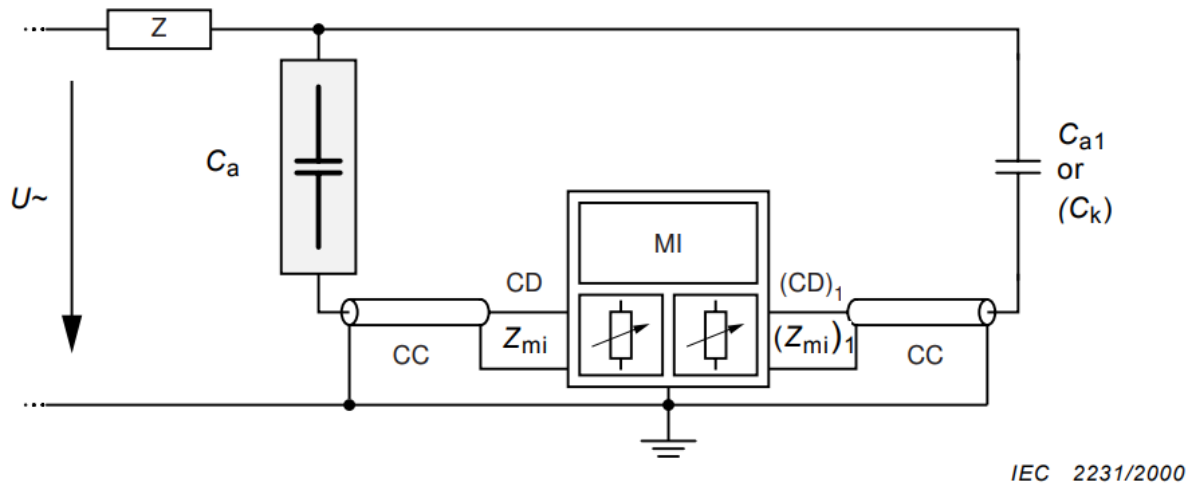 Z
Ca1
or
(Ck)
Ca
U~
MI
CD
(CD)1
Zmi
(Zmi)1
CC
CC
IEC 2231/2000